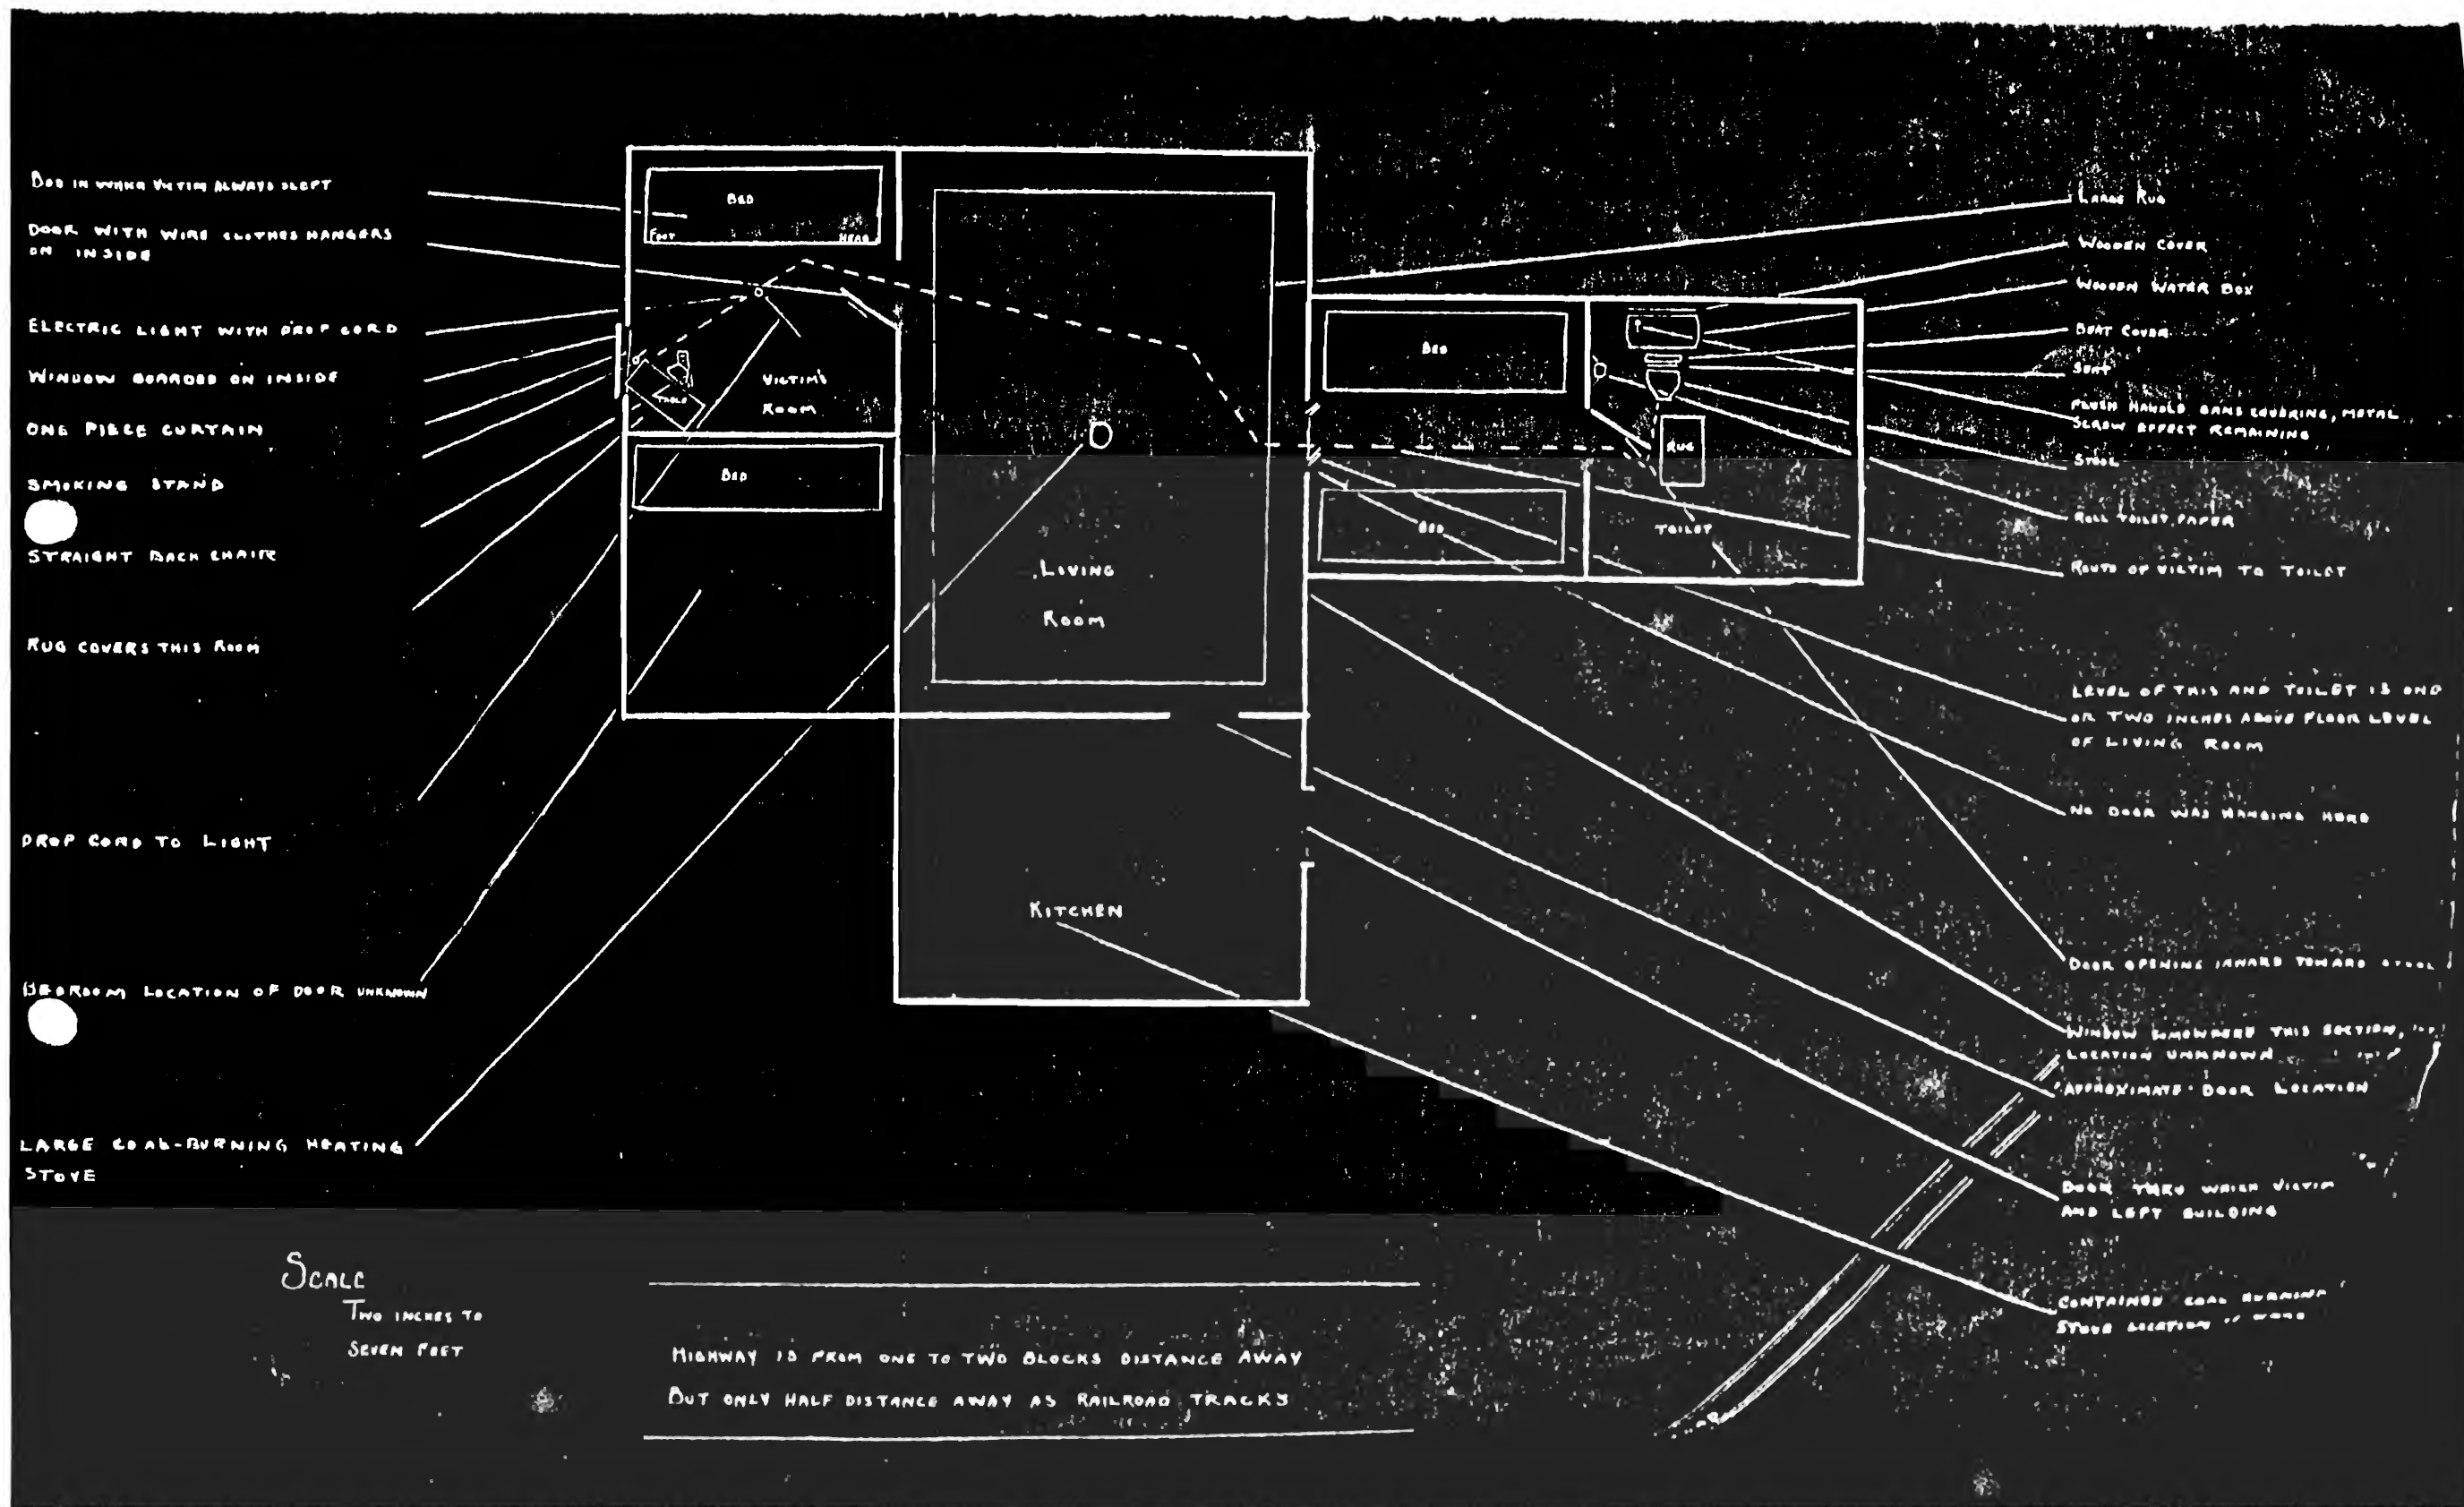 BED IN WHICH VICTIM ALWAYS SLEPT
DOOR WITH WIRE CLOTHES HANGERS
ON INSIDE
ELECTRIC LIGHT WITH DROP CORD
WINDOW BOARDED ON INSIDE
ONE PIECE CURTAIN
SMOKING STAND
STRAIGHT BACK CHAIR
RUG COVERS THIS ROOM
DROP CORD TO LIGHT
BEDROOM LOCATION OF DOOR UNKNOWN
LARGE COAL-BURNING HEATING
STOVE
BED
FOOT
HEAD
VICTIM'S
ROOM
TABLE
BED
LIVING
ROOM
KITCHEN
BED
BED
RUG
TOILET
LARGE RUG
WOODEN COVER
WOODEN WATER BOX
SEAT COVER
SEAT
FLUSH HANDLE COVERING, METAL
SCREW EFFECT REMAINING
STOOL
ROLL TOILET PAPER
ROUTE OF VICTIM TO TOILET
LEVEL OF THIS AND TOILET IS ONE
OR TWO INCHES ABOVE FLOOR LEVEL
OF LIVING ROOM
NO DOOR WAS HANGING HERE
DOOR OPENING INWARD TOWARD STOOL
WINDOW SOMEWHERE THIS SECTION,
LOCATION UNKNOWN
APPROXIMATE DOOR LOCATION
DOOR THRU WHICH VICTIM
AND LEFT BUILDING
CONTAINED COAL BURNING
STOVE LOCATION
SCALE
TWO INCHES TO
SEVEN FEET
HIGHWAY IS FROM ONE TO TWO BLOCKS DISTANCE AWAY
BUT ONLY HALF DISTANCE AWAY AS RAILROAD TRACKS